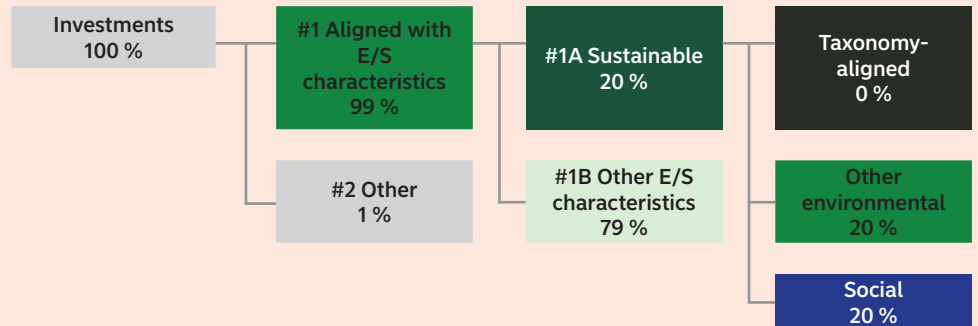 Investments
100 %
#1 Aligned with
E/S
characteristics
99 %
#1A Sustainable
20 %
Taxonomy-
aligned
0 %
#2 Other
1 %
#1B Other E/S
characteristics
79 %
Other
environmental
20 %
Social
20 %